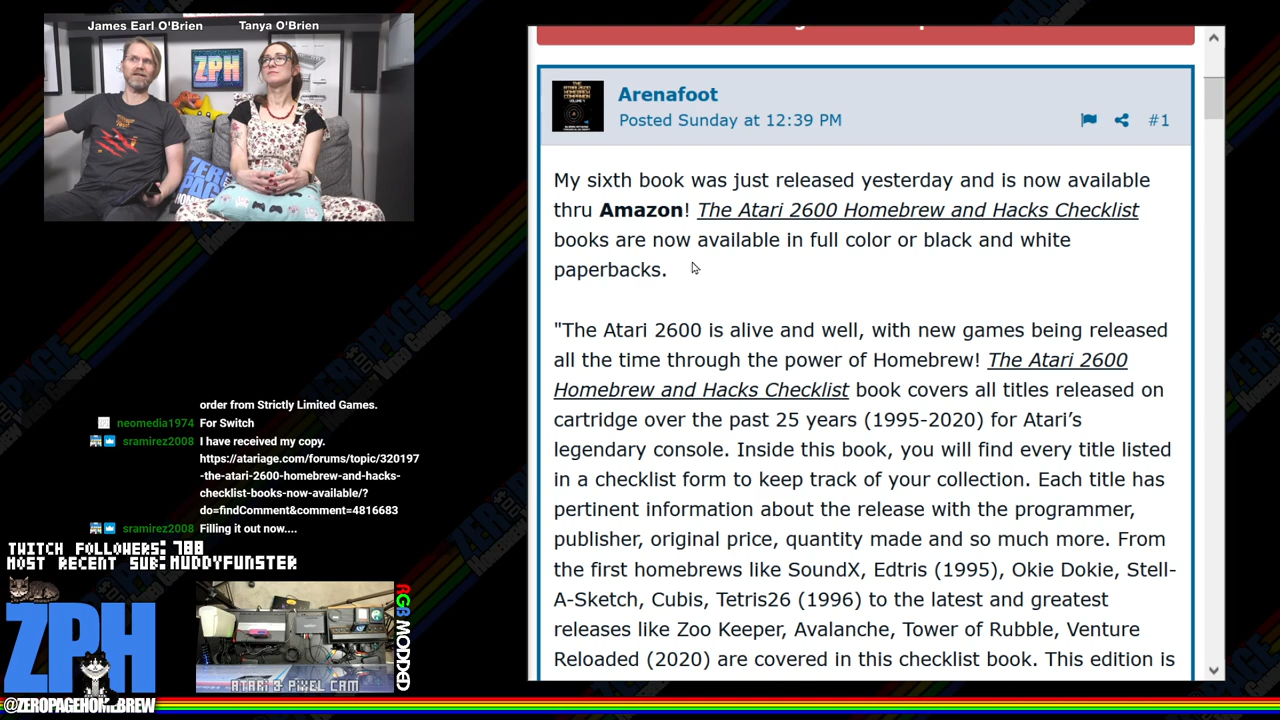 James Earl O'Brien
Tanya O'Brien
ZPH
order from Strictly Limited Games.
neomedia1974 For Switch
sramirez2008 I have received my copy.
https://atariage.com/forums/topic/320197
-the-atari-2600-homebrew-and-hacks-
checklist-books-now-available/?
do=findComment&comment=4816683
sramirez2008 Filling it out now....
TWITCH FOLLOWERS: 788
MOST RECENT SUB: MUDDYFUNSTER
ZPH
@ZEROPAGEHOMEBREW
RGB MODDED
ATARI & PIXEL CAM
Arenafoot
Posted Sunday at 12:39 PM
#1
My sixth book was just released yesterday and is now available
thru Amazon! The Atari 2600 Homebrew and Hacks Checklist
books are now available in full color or black and white
paperbacks.
"The Atari 2600 is alive and well, with new games being released
all the time through the power of Homebrew! The Atari 2600
Homebrew and Hacks Checklist book covers all titles released on
cartridge over the past 25 years (1995-2020) for Atari’s
legendary console. Inside this book, you will find every title listed
in a checklist form to keep track of your collection. Each title has
pertinent information about the release with the programmer,
publisher, original price, quantity made and so much more. From
the first homebrews like SoundX, Edtris (1995), Okie Dokie, Stell-
A-Sketch, Cubis, Tetris26 (1996) to the latest and greatest
releases like Zoo Keeper, Avalanche, Tower of Rubble, Venture
Reloaded (2020) are covered in this checklist book. This edition is